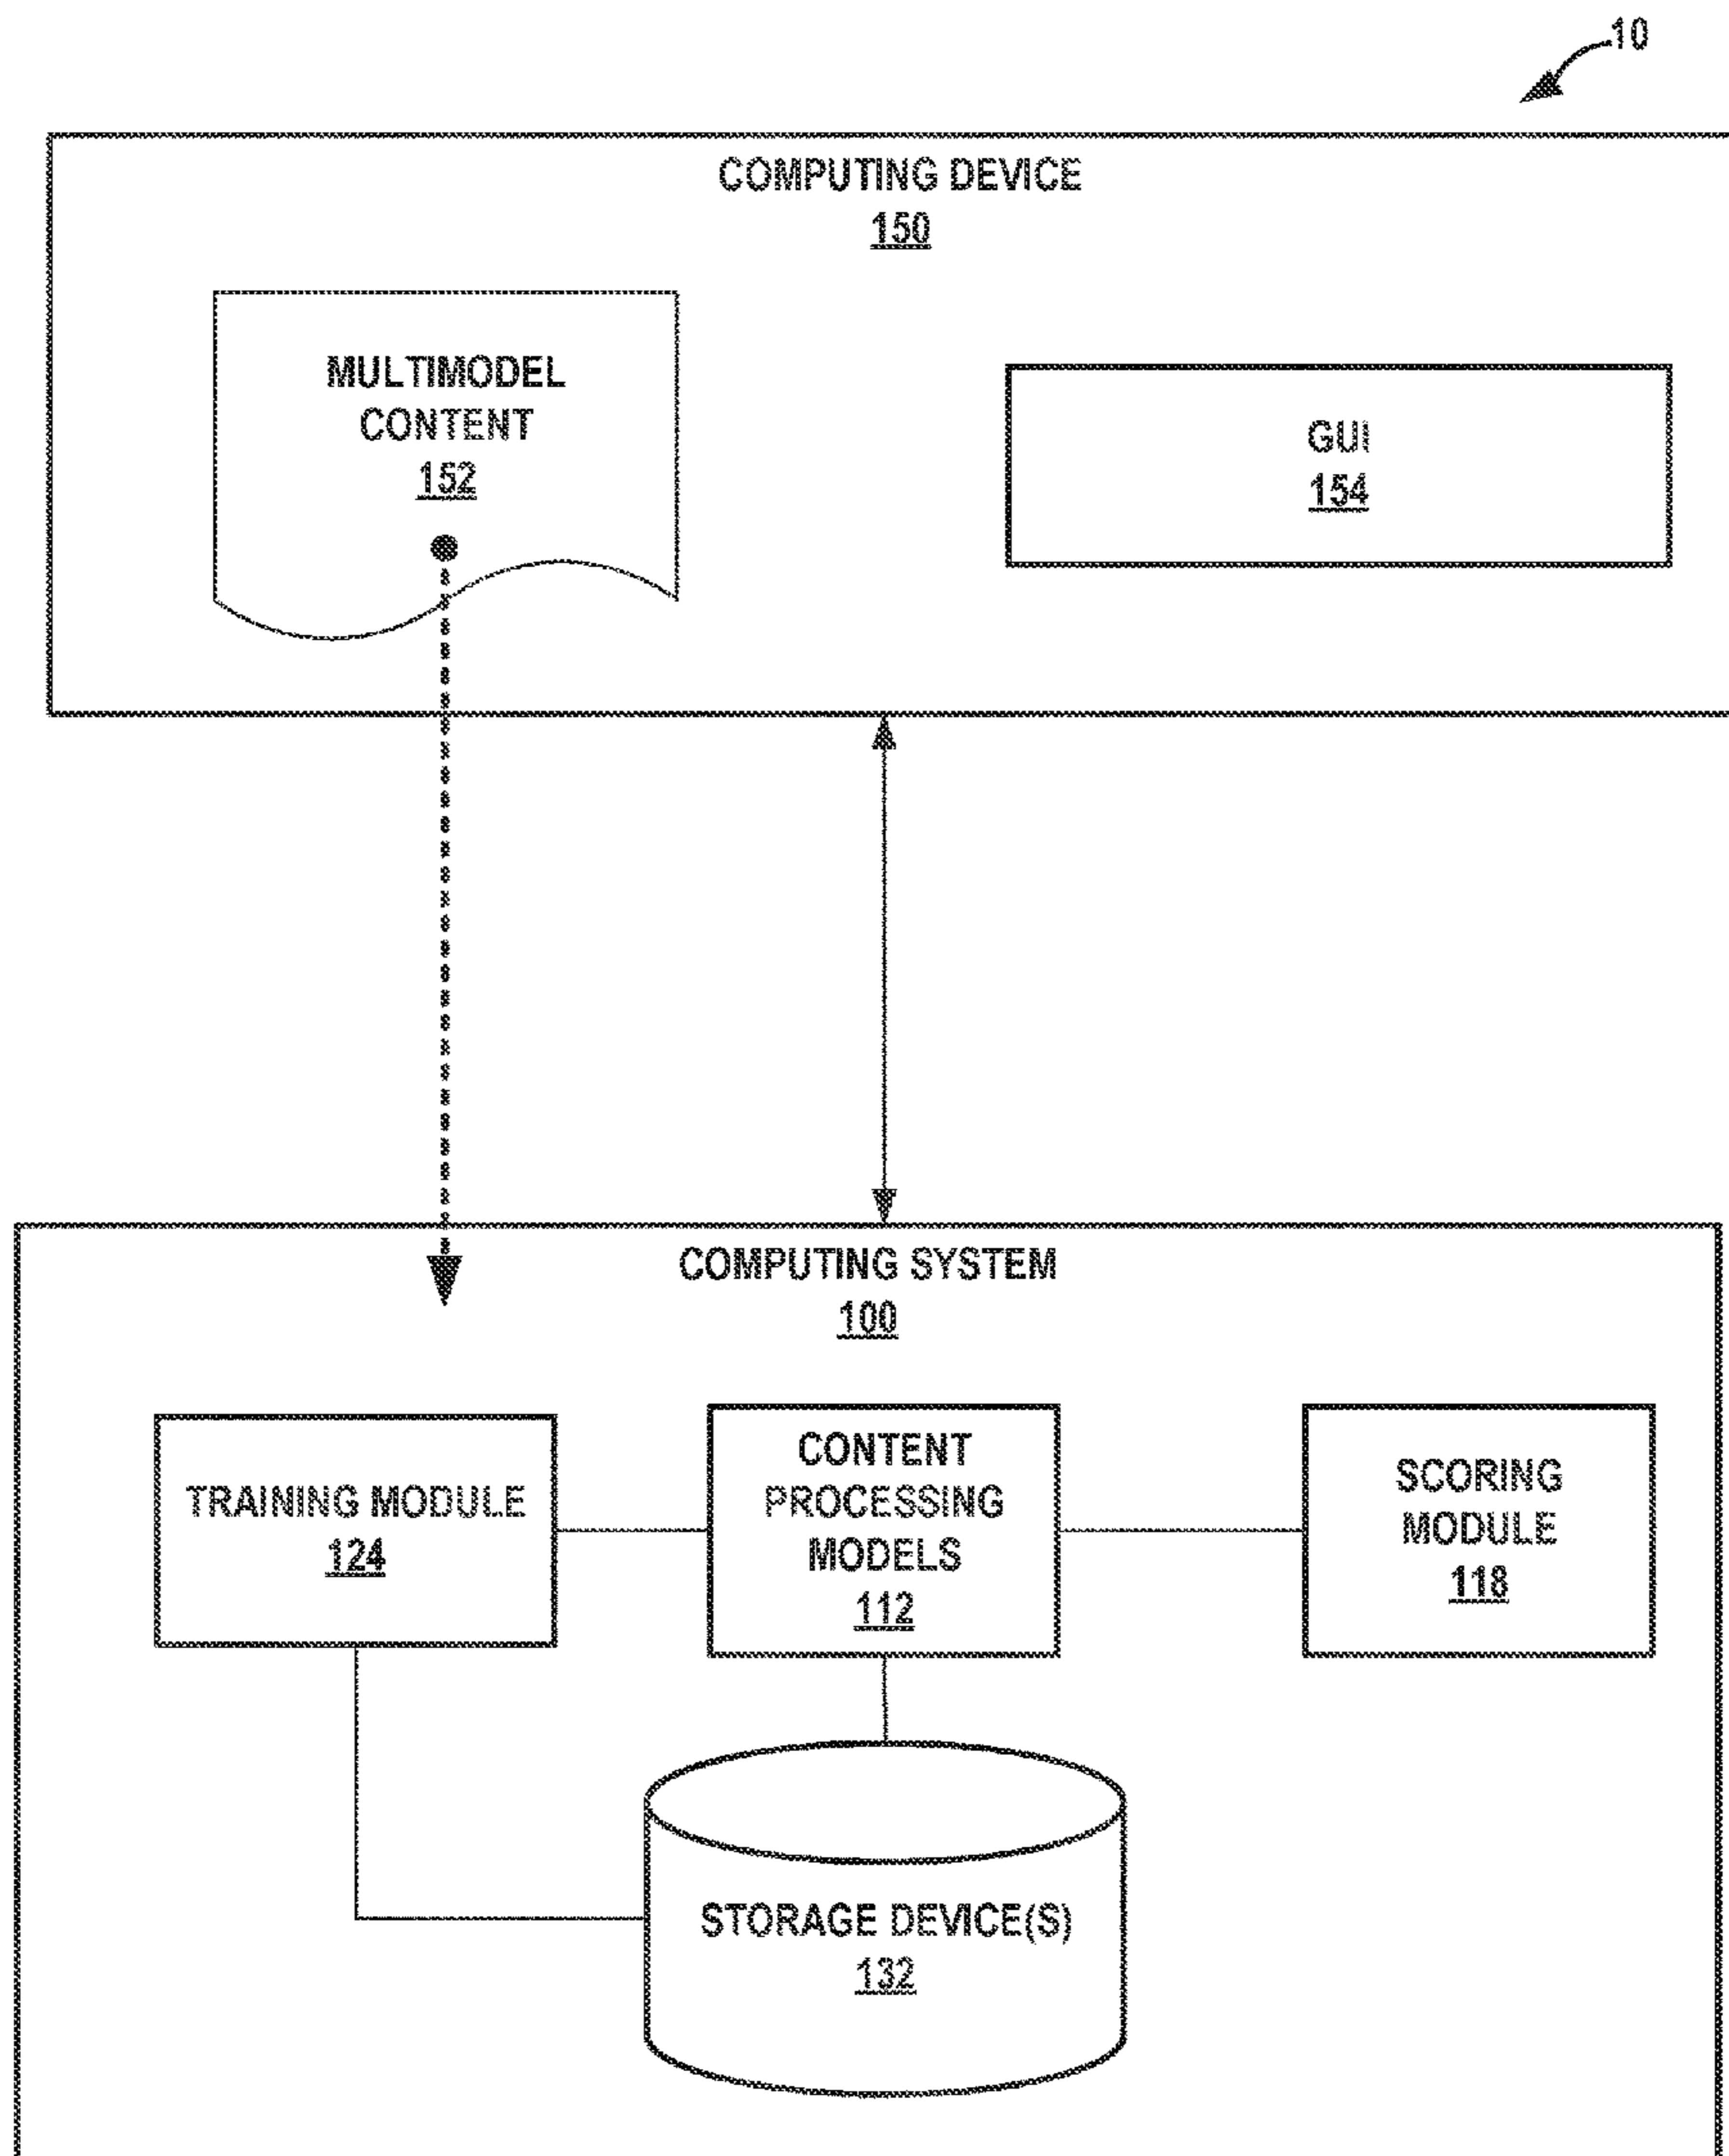 10
COMPUTING DEVICE
150
MULTIMODEL
CONTENT
152
GUI
154
COMPUTING SYSTEM
100
TRAINING MODULE
124
CONTENT
PROCESSING
MODELS
112
SCORING
MODULE
118
STORAGE DEVICE(S)
132